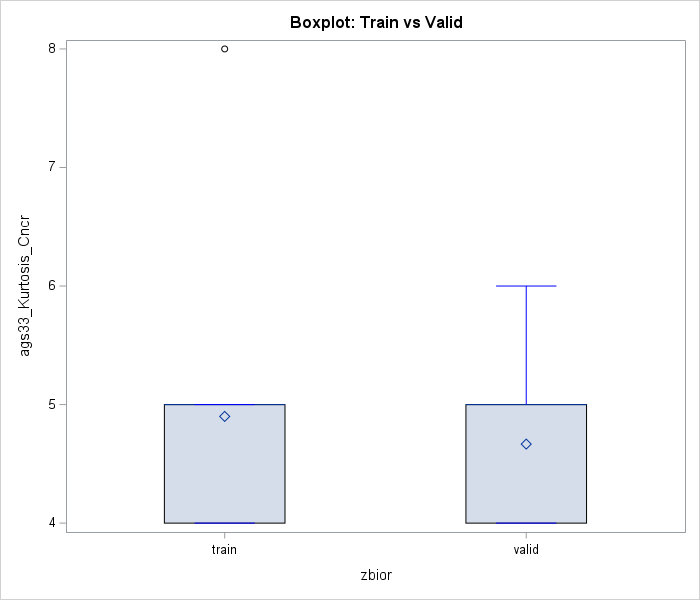 Boxplot: Train vs Valid
8
7
6
5
4
ags33_Kurtosis_Cncr
train
valid
zbior